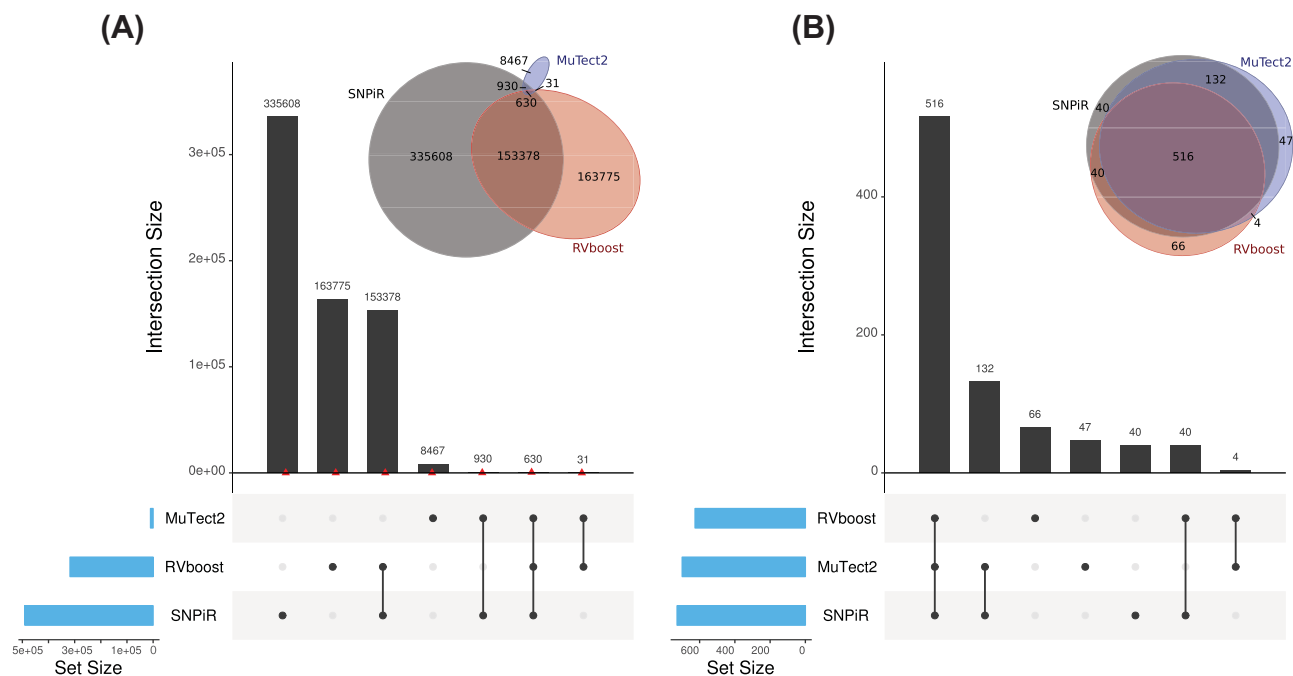 (A)
8467
MuTect2
930
31
630
SNPiR
335608
153378
163775
RVboost
335608
163775
153378
8467
930
630
31
Intersection Size
3e+05
2e+05
1e+05
0e+00
MuTect2
RVboost
SNPiR
5e+05 3e+05 1e+05 0
Set Size
(B)
MuTect2
132
SNPiR
40
47
516
40
4
66
RVboost
516
132
66
47
40
40
4
Intersection Size
400
200
0
RVboost
MuTect2
SNPiR
600 400 200 0
Set Size